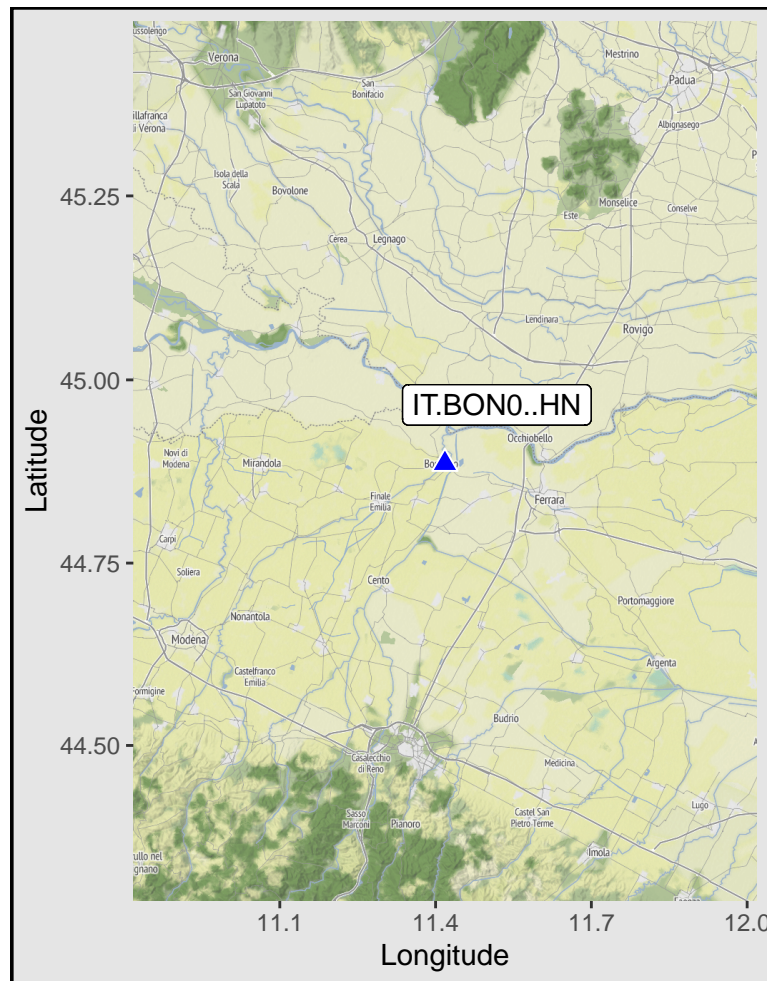 Verona
Mestrino
Padua
San
Bonifacio
San Giovanni
Lupatoto
Villafranca
di Verona
Albignasego
Isola della
Scalà
Bovolone
Monselice
Conselve
Este
45.25
Cerea
Legnago
Lendinara
Rovigo
45.00
IT.BON0..HN
Occhiobello
Novi di
Modena
Mirandola
Finale
Emilia
Ferrara
Carpi
44.75
Soliera
Cento
Portomaggiore
Nonantola
Modena
Argenta
Castelfranco
Emilia
Budrio
44.50
Casalecchio
di Reno
Medicina
Sasso
Marconi
Pianoro
Castel San
Pietro Terme
Lugo
Imola
11.1
11.4
11.7
12.0
Longitude
Latitude